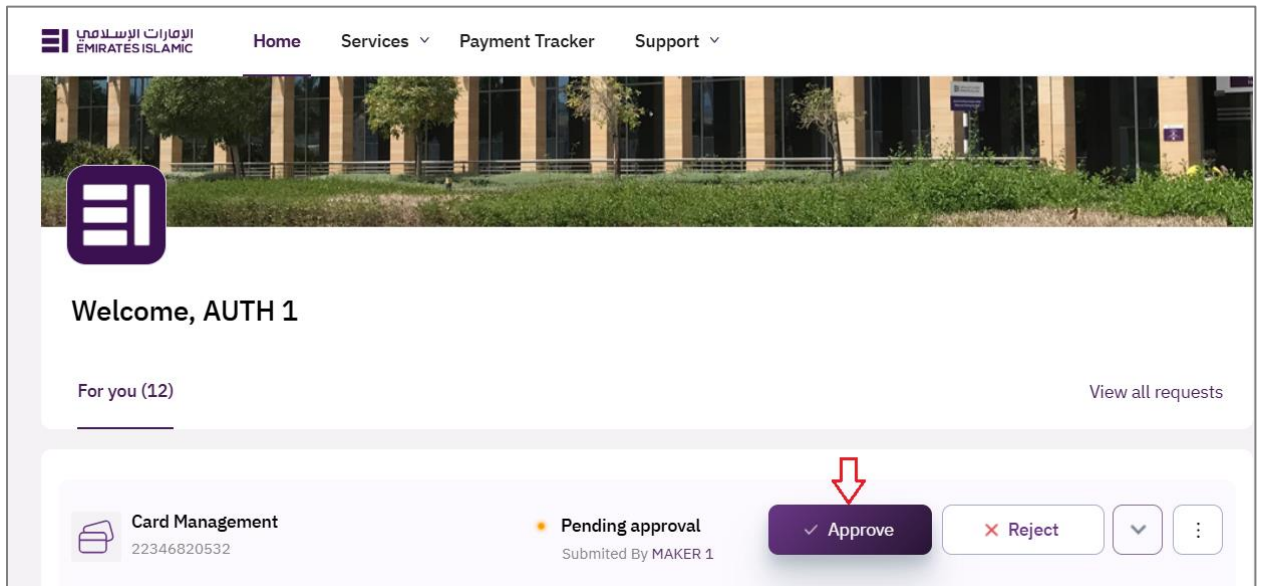 الإمارات الإسلامي
EMIRATES ISLAMIC
Home Services Payment Tracker Support
Welcome, AUTH 1
For you (12)
View all requests
Card Management
22346820532
Pending approval
Submited By MAKER 1
Approve
Reject